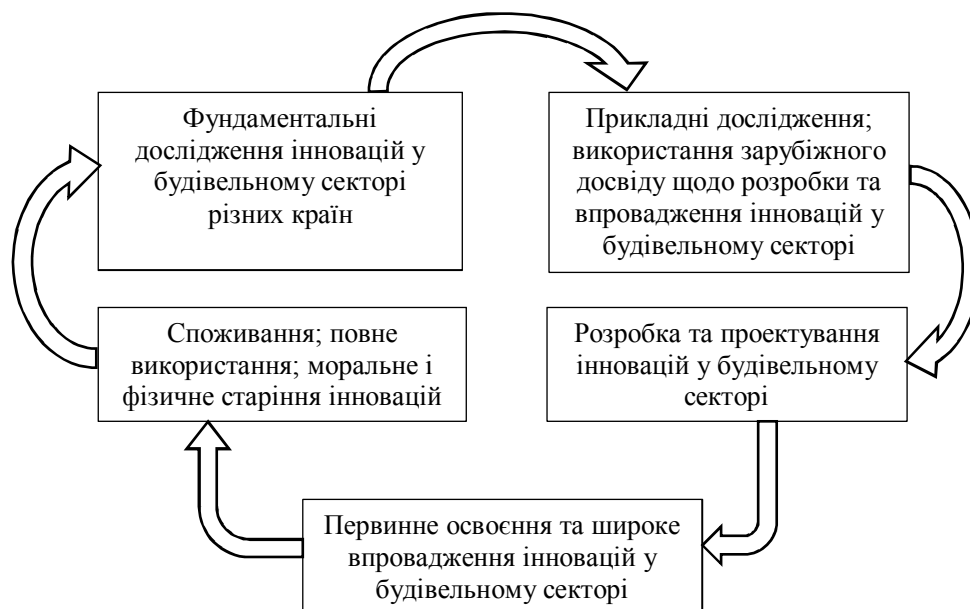 Фундаментальні
дослідження інновацій у
будівельному секторі
різних країн
Прикладні дослідження;
використання зарубіжного
досвіду щодо розробки та
впровадження інновацій у
будівельному секторі
Розробка та проектування
інновацій у будівельному
секторі
Первинне освоєння та широке
впровадження інновацій у
будівельному секторі
Споживання; повне
використання; моральне і
фізичне старіння інновацій